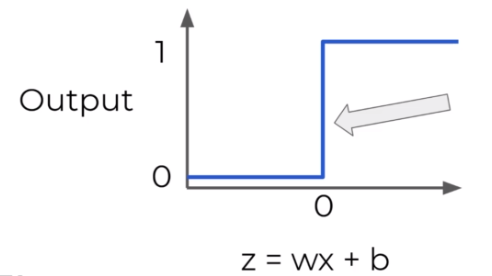 1
Output
0
0
z = wx + b